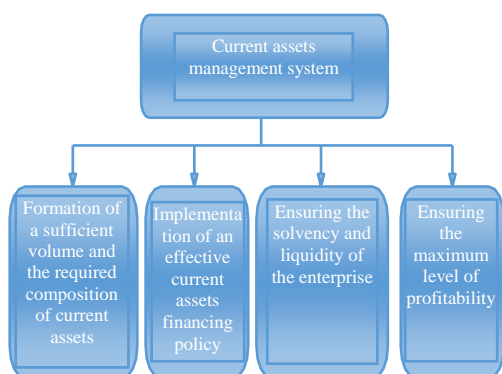 Current assets
management system
Formation of
a sufficient
volume and
the required
composition
of current
assets
Implementa
tion of an
effective
current
assets
financing
policy
Ensuring the
solvency and
liquidity of
the enterprise
Ensuring
the
maximum
level of
profitability